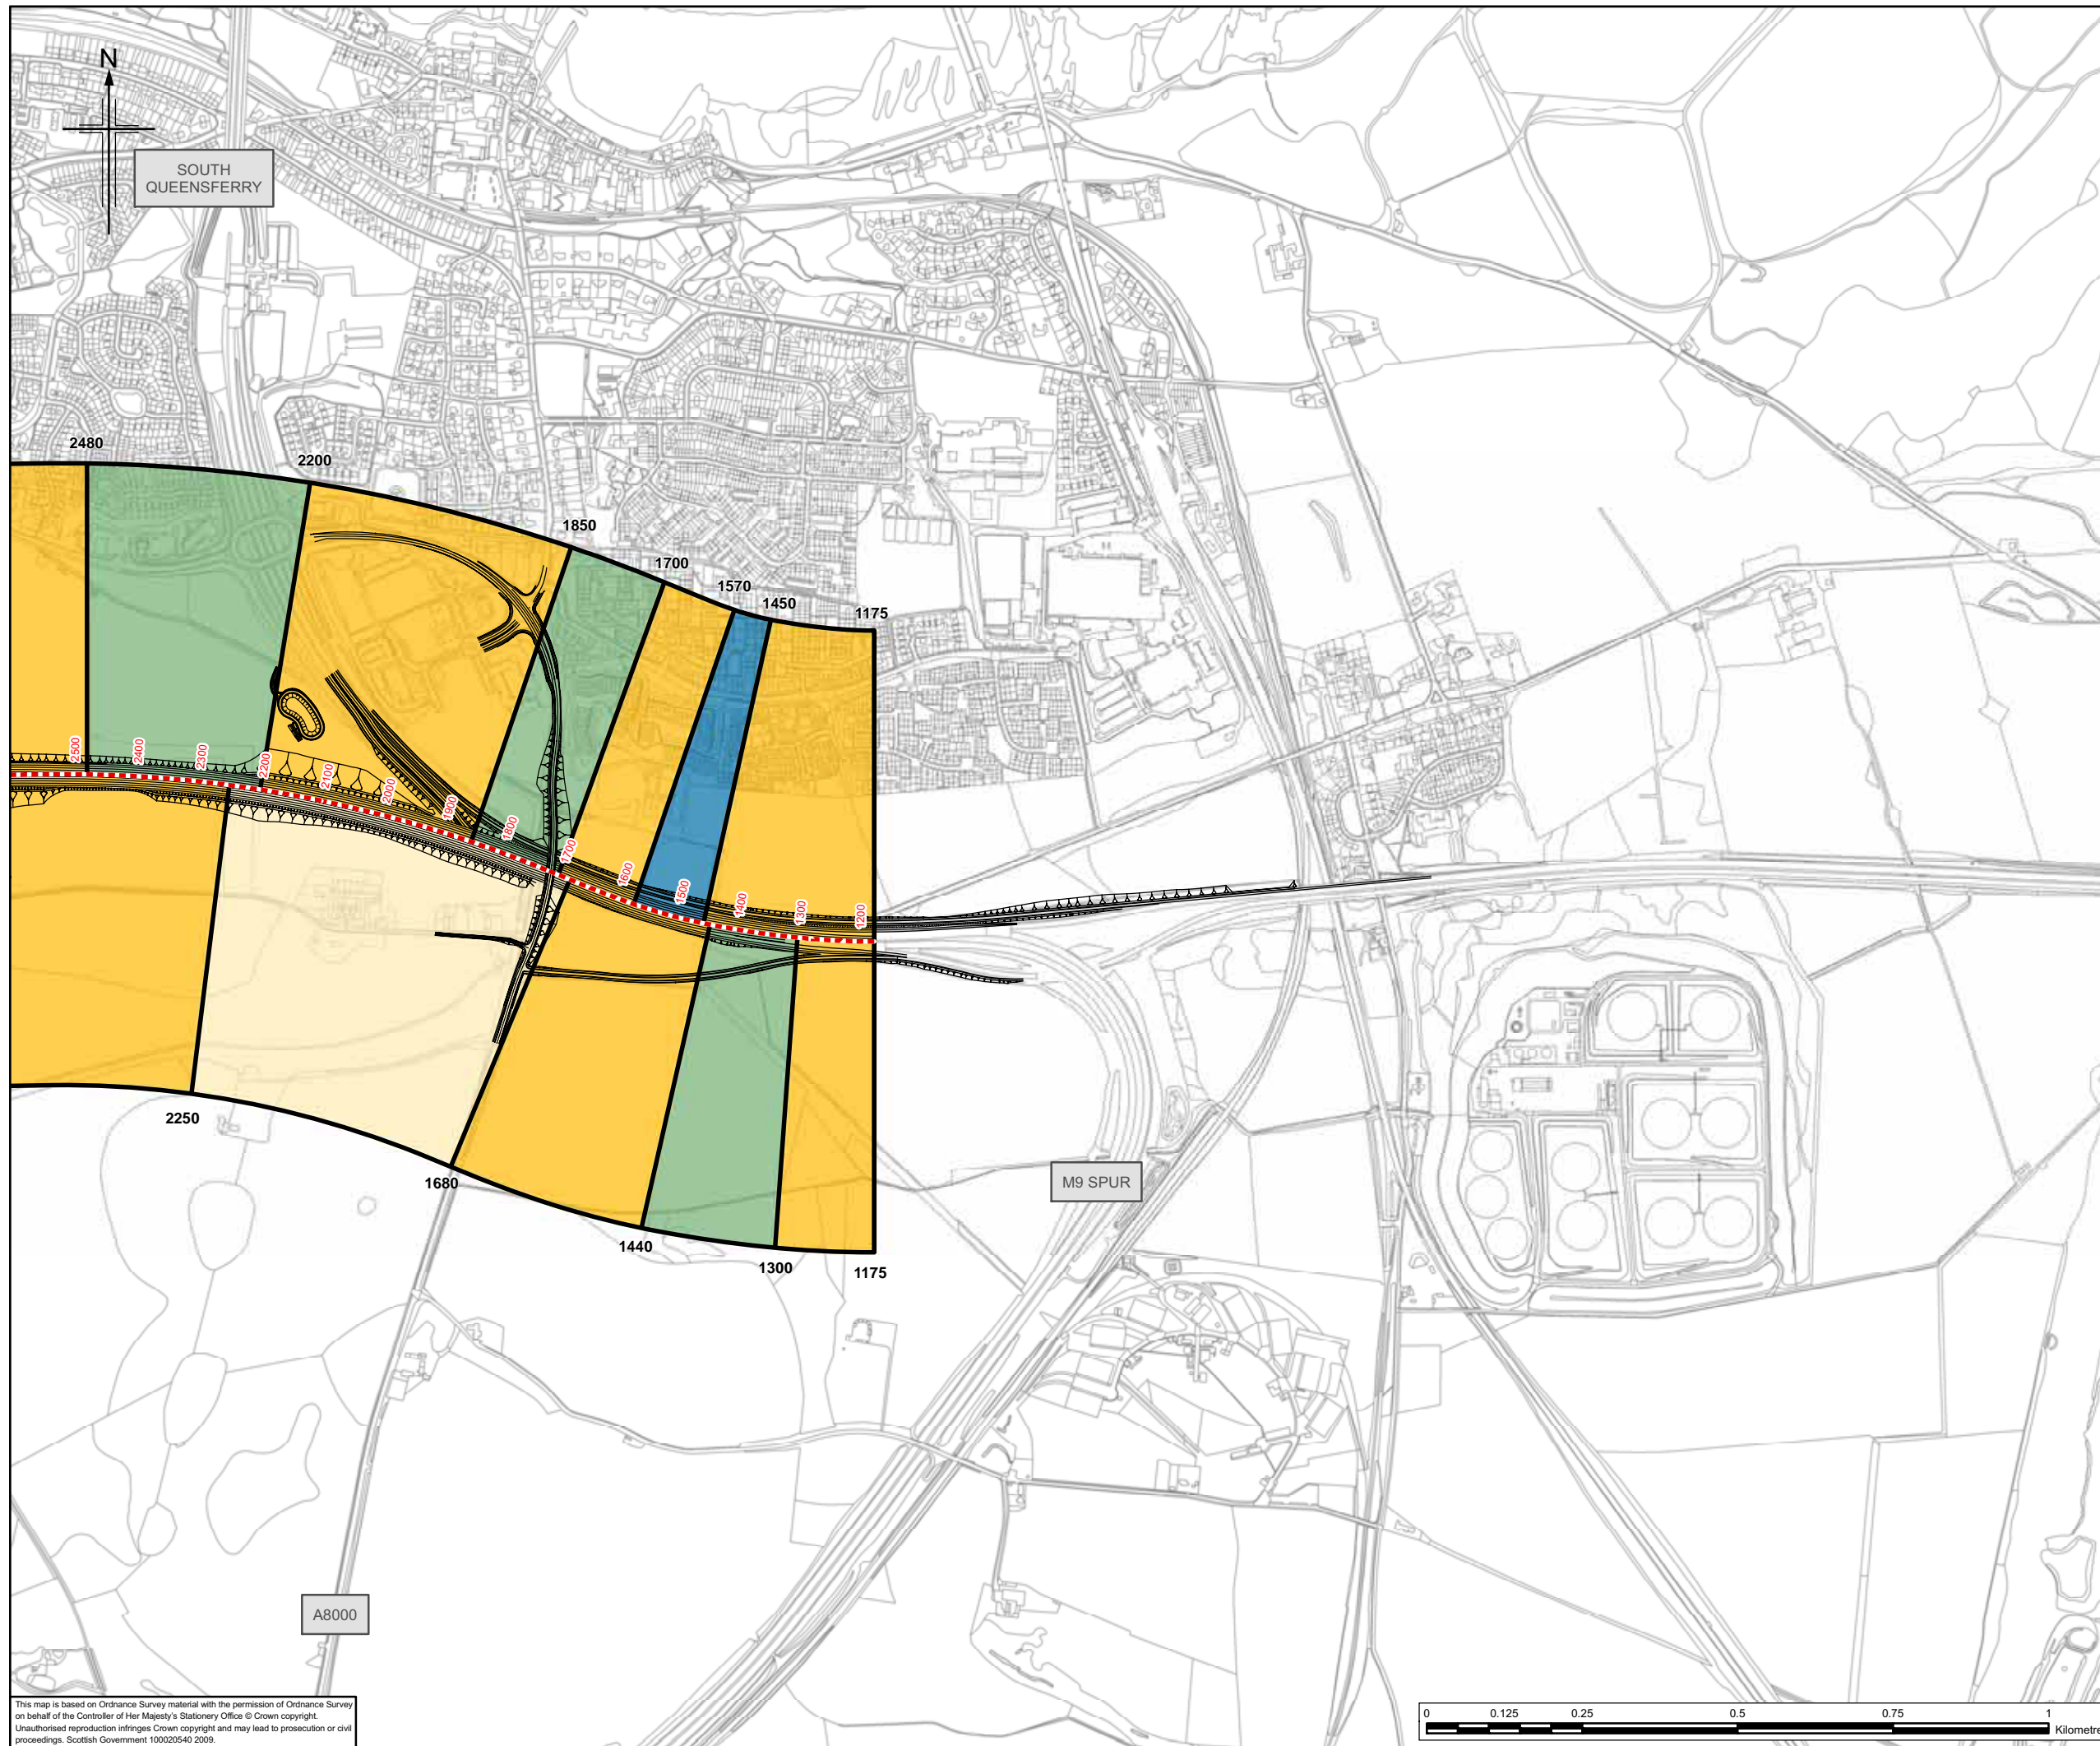 N
SOUTH
QUEENSFERRY
2480
2200
1850
1700
1570
1450
1175
2500
2400
2300
2200
2100
2000
1900
1800
1700
1600
1500
1400
1300
1200
2250
1680
1440
1300
1175
M9 SPUR
A8000
This map is based on Ordnance Survey material with the permission of Ordnance Survey
on behalf of the Controller of Her Majesty's Stationery Office © Crown copyright.
Unauthorised reproduction infringes Crown copyright and may lead to prosecution or civil
proceedings. Scottish Government 100020540 2009.
0 0.125 0.25 0.5 0.75 1
Kilometre